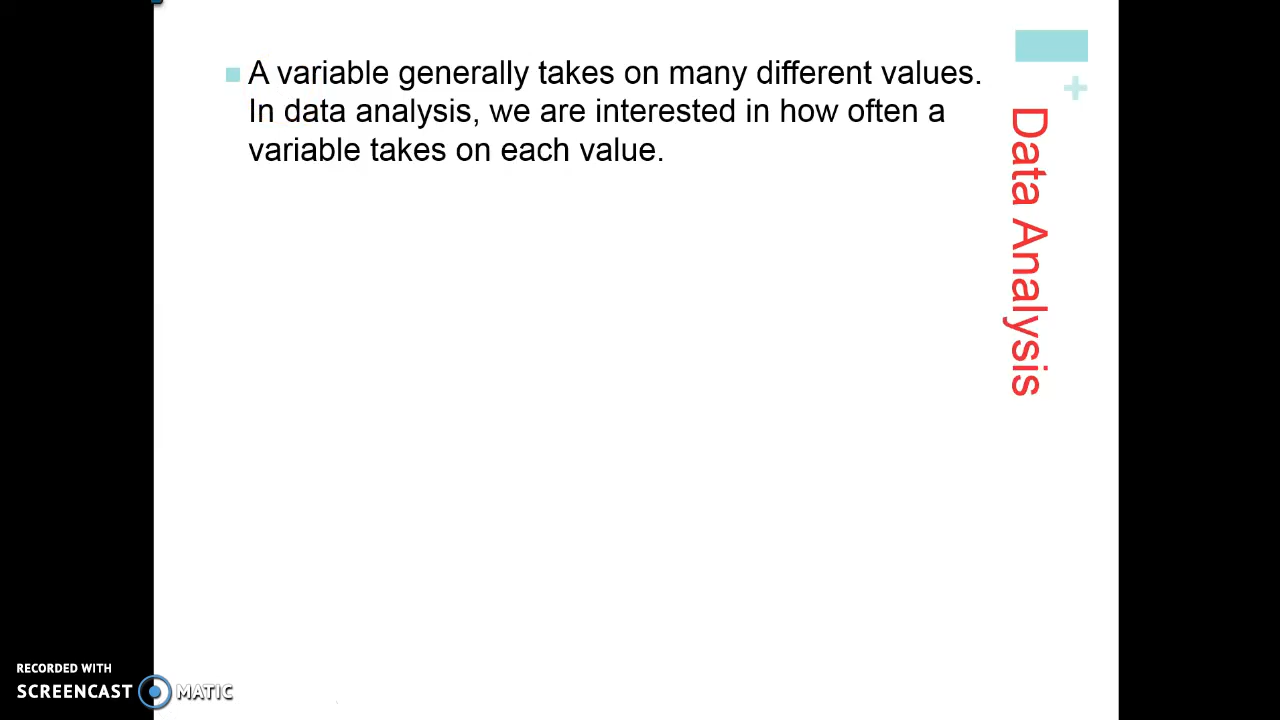 A variable generally takes on many different values.
In data analysis, we are interested in how often a
variable takes on each value.
+
Data Analysis
RECORDED WITH
SCREENCAST MATIC